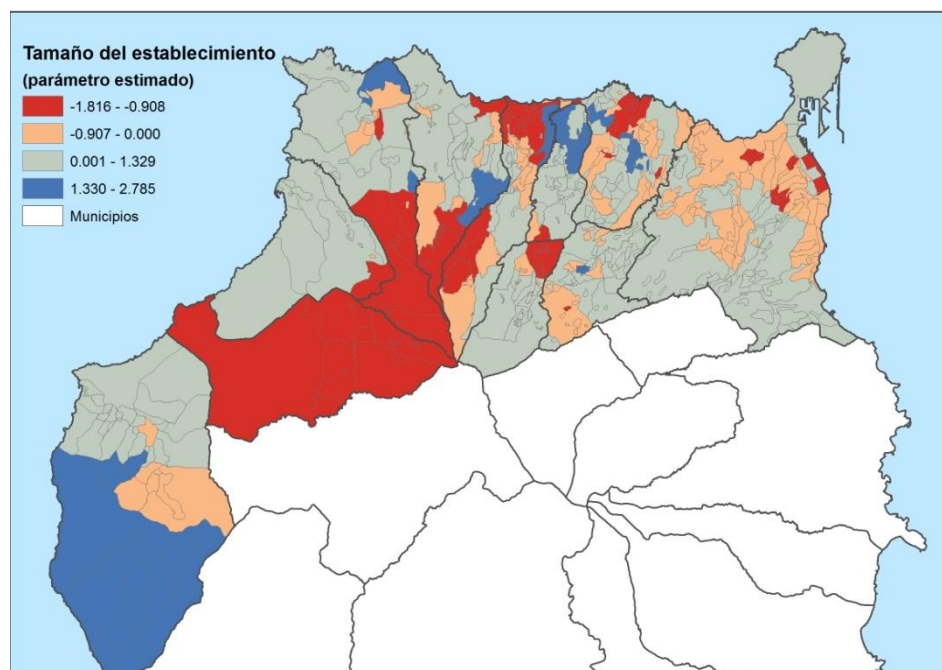 Tamaño del establecimiento
(parámetro estimado)
-1.816 - -0.908
-0.907 - 0.000
0.001 - 1.329
1.330 - 2.785
Municipios